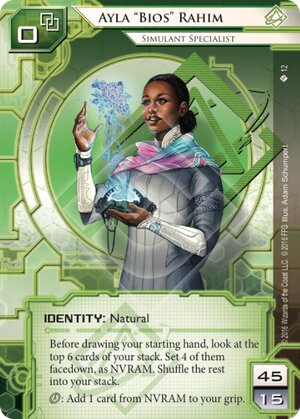 0
AYLA "BIOS" RAHIM
SIMULANT SPECIALIST
12
© 2016 Wizards of the Coast LLC. © 2016 FFG Illus. Adam Schumpert
IDENTITY: Natural
Before drawing your starting hand, look at the
top 6 cards of your stack. Set 4 of them
facedown, as NVRAM. Shuffle the rest
into your stack.
: Add 1 card from NVRAM to your grip.
45
15